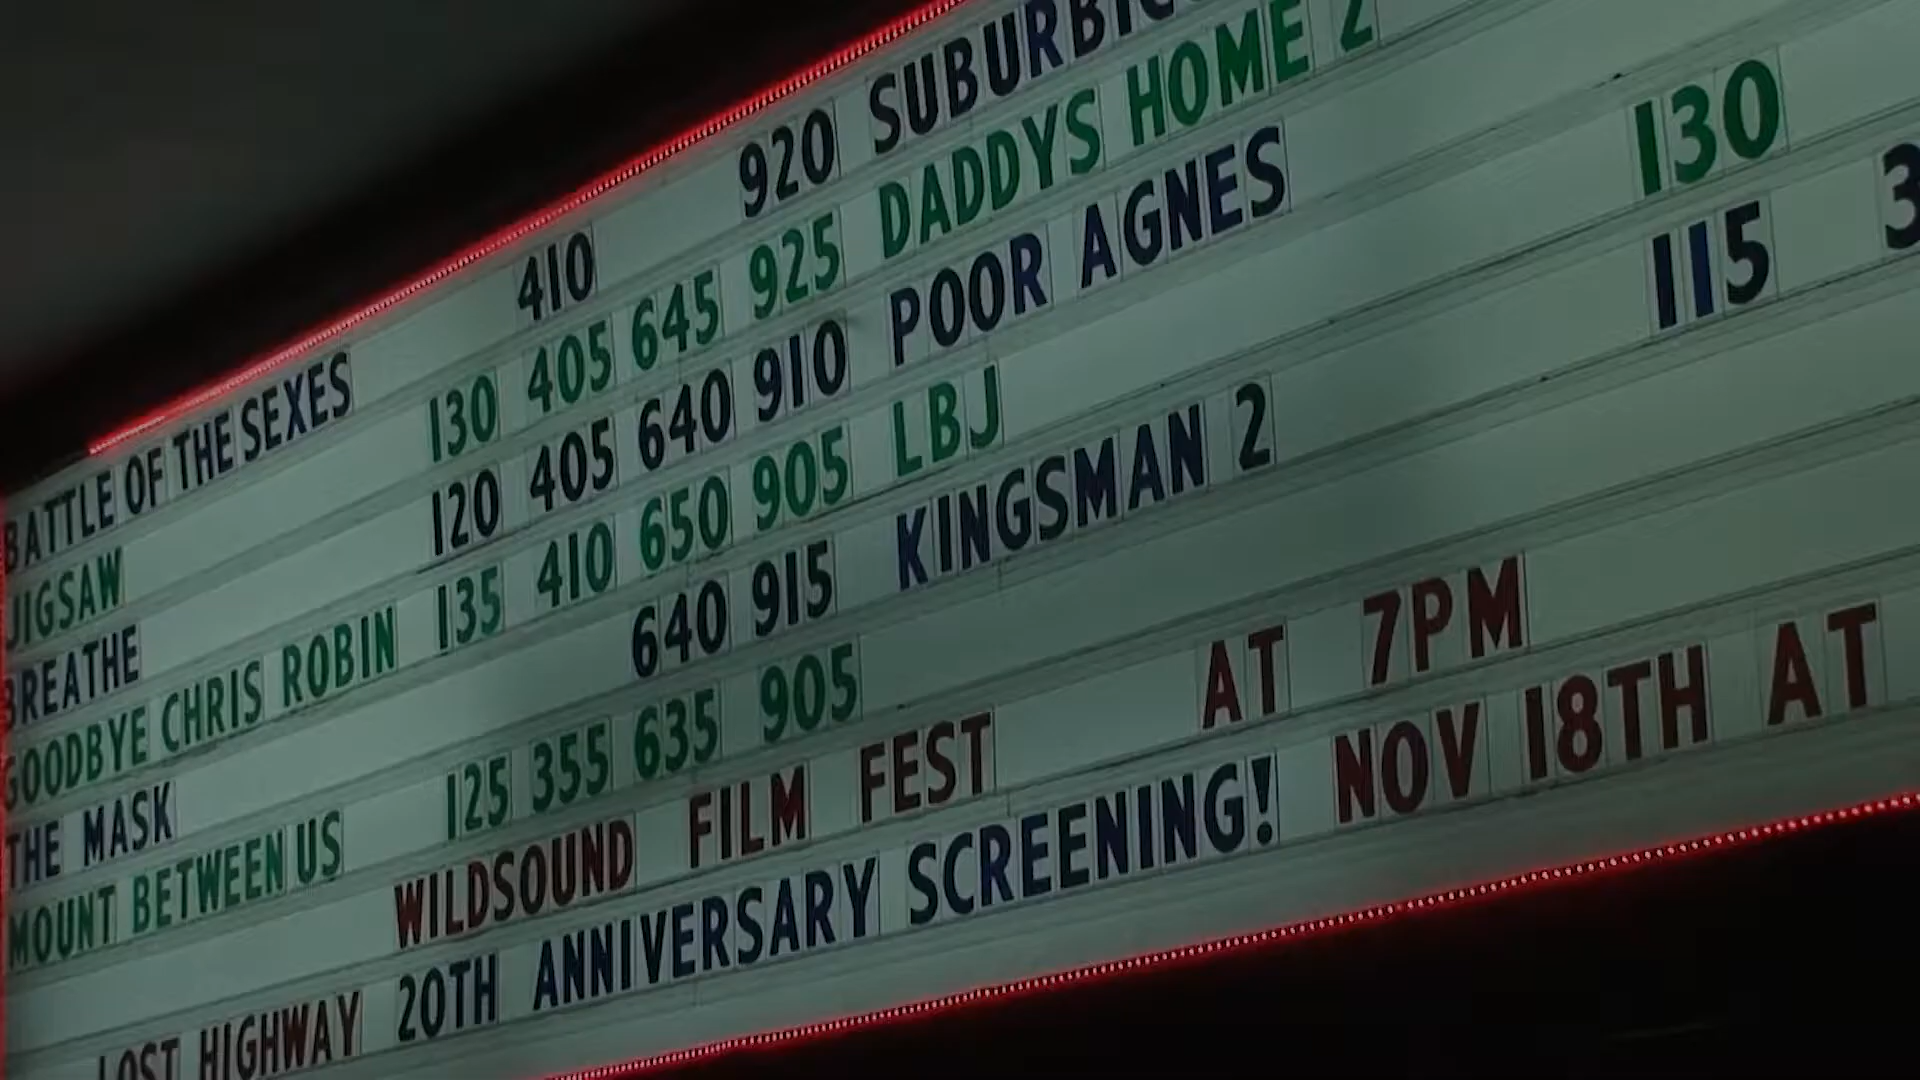 BATTLE OF THE SEXES 410 920
JIGSAW 130 405 645 925 DADDYS HOME 2
BREATHE 120 405 640 910 POOR AGNES
GOODBYE CHRIS ROBIN 135 410 650 905 LBJ 130
THE MASK 640 915 KINGSMAN 2 115 3
MOUNT BETWEEN US 125 355 635 905
WILDSOUND FILM FEST AT 7PM
LOST HIGHWAY 20TH ANNIVERSARY SCREENING! NOV 18TH AT